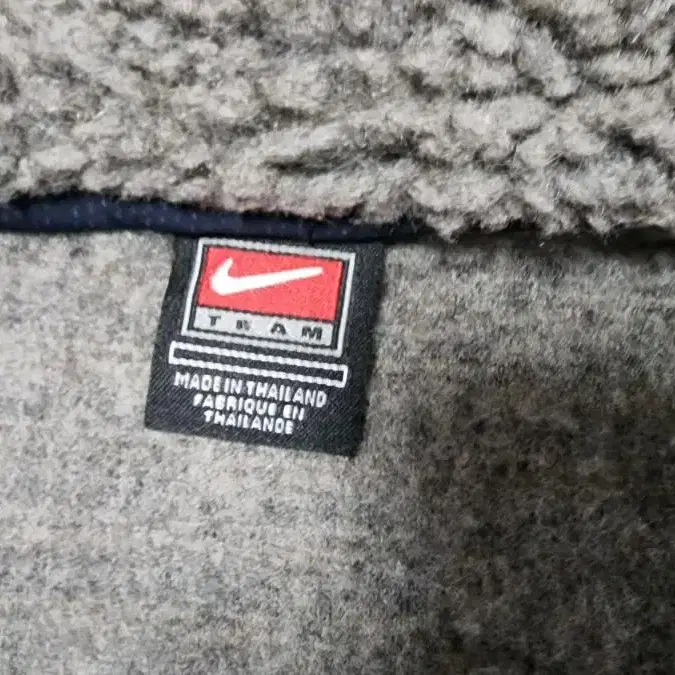 TEAM
MADE IN THAILAND
FABRIQUE EN
THAILANDE